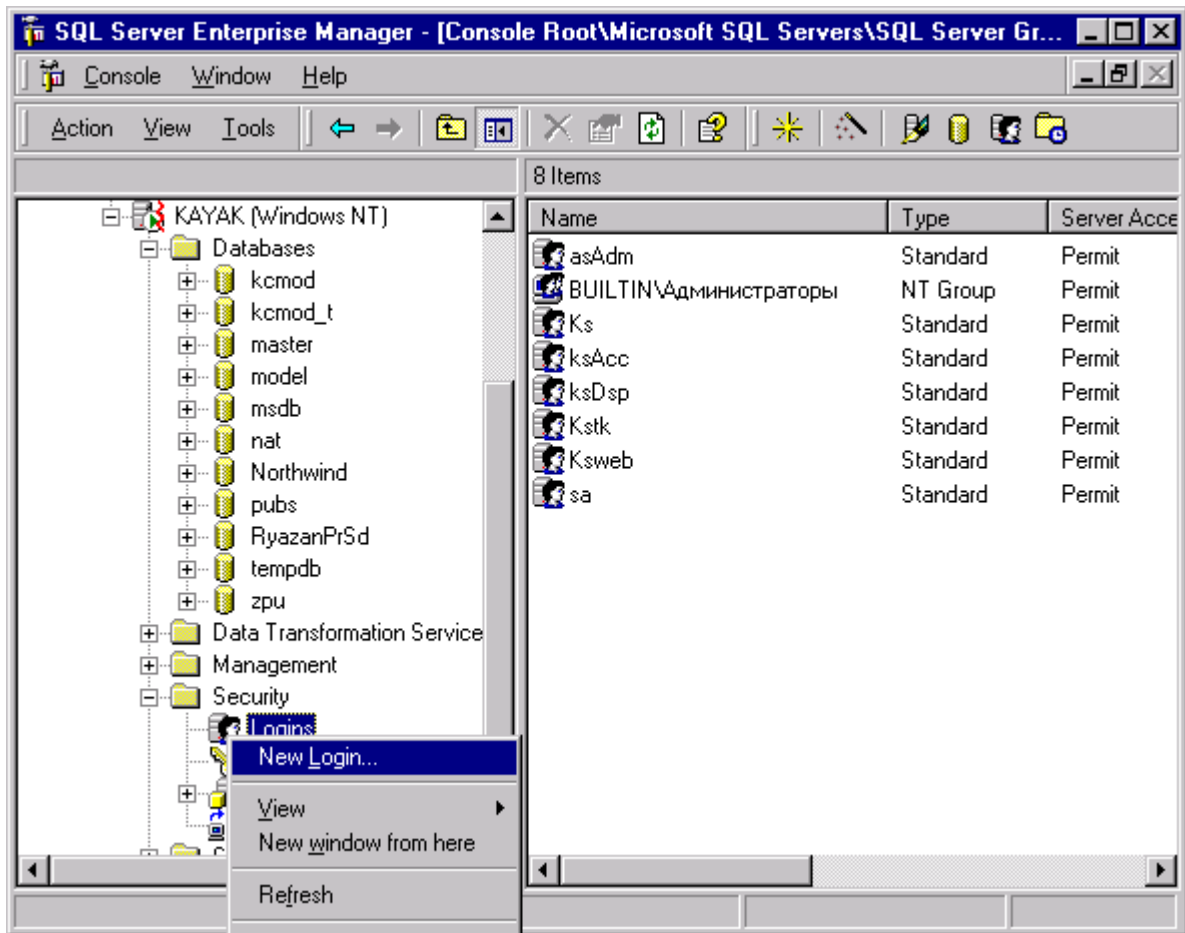 SQL Server Enterprise Manager - [Console Root\Microsoft SQL Servers\SQL Server Gr...
Console Window Help
Action View Tools
8 Items
KAYAK (Windows NT)
Databases
kcmod
kcmod_t
master
model
msdb
nat
Northwind
pubs
RyazanPrSd
tempdb
zpu
Data Transformation Service
Management
Security
Logins
New Login...
View
New window from here
Refresh
Name Type Server Acce
asAdm Standard Permit
BUILTIN\Администраторы NT Group Permit
Ks Standard Permit
ksAcc Standard Permit
ksDsp Standard Permit
Kstk Standard Permit
Ksweb Standard Permit
sa Standard Permit